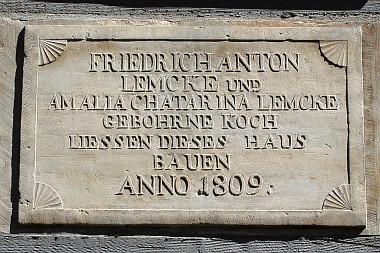 FRIEDRICH ANTON
LEMCKE UND
AMALIA CHATARINA LEMCKE
GEBOHRNE KOCH
LIESSEN DIESES HAUS
BAUEN
ANNO 1809: